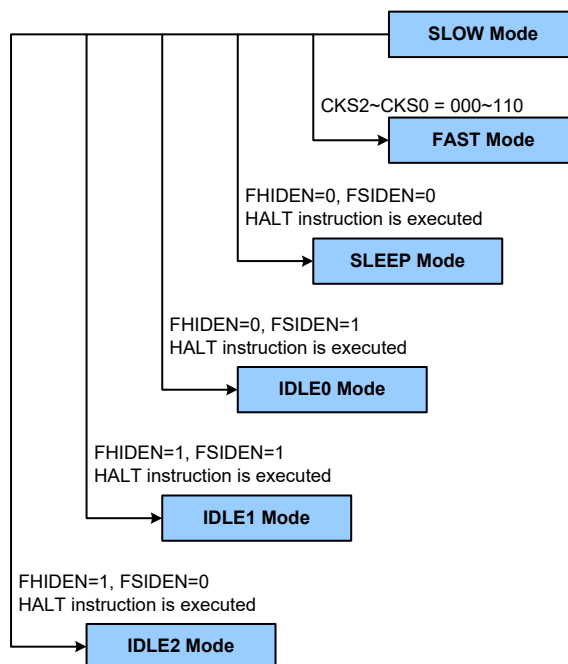 SLOW Mode
CKS2~CKS0 = 000~110
FAST Mode
FHIDEN=0, FSIDEN=0
HALT instruction is executed
SLEEP Mode
FHIDEN=0, FSIDEN=1
HALT instruction is executed
IDLE0 Mode
FHIDEN=1, FSIDEN=1
HALT instruction is executed
IDLE1 Mode
FHIDEN=1, FSIDEN=0
HALT instruction is executed
IDLE2 Mode